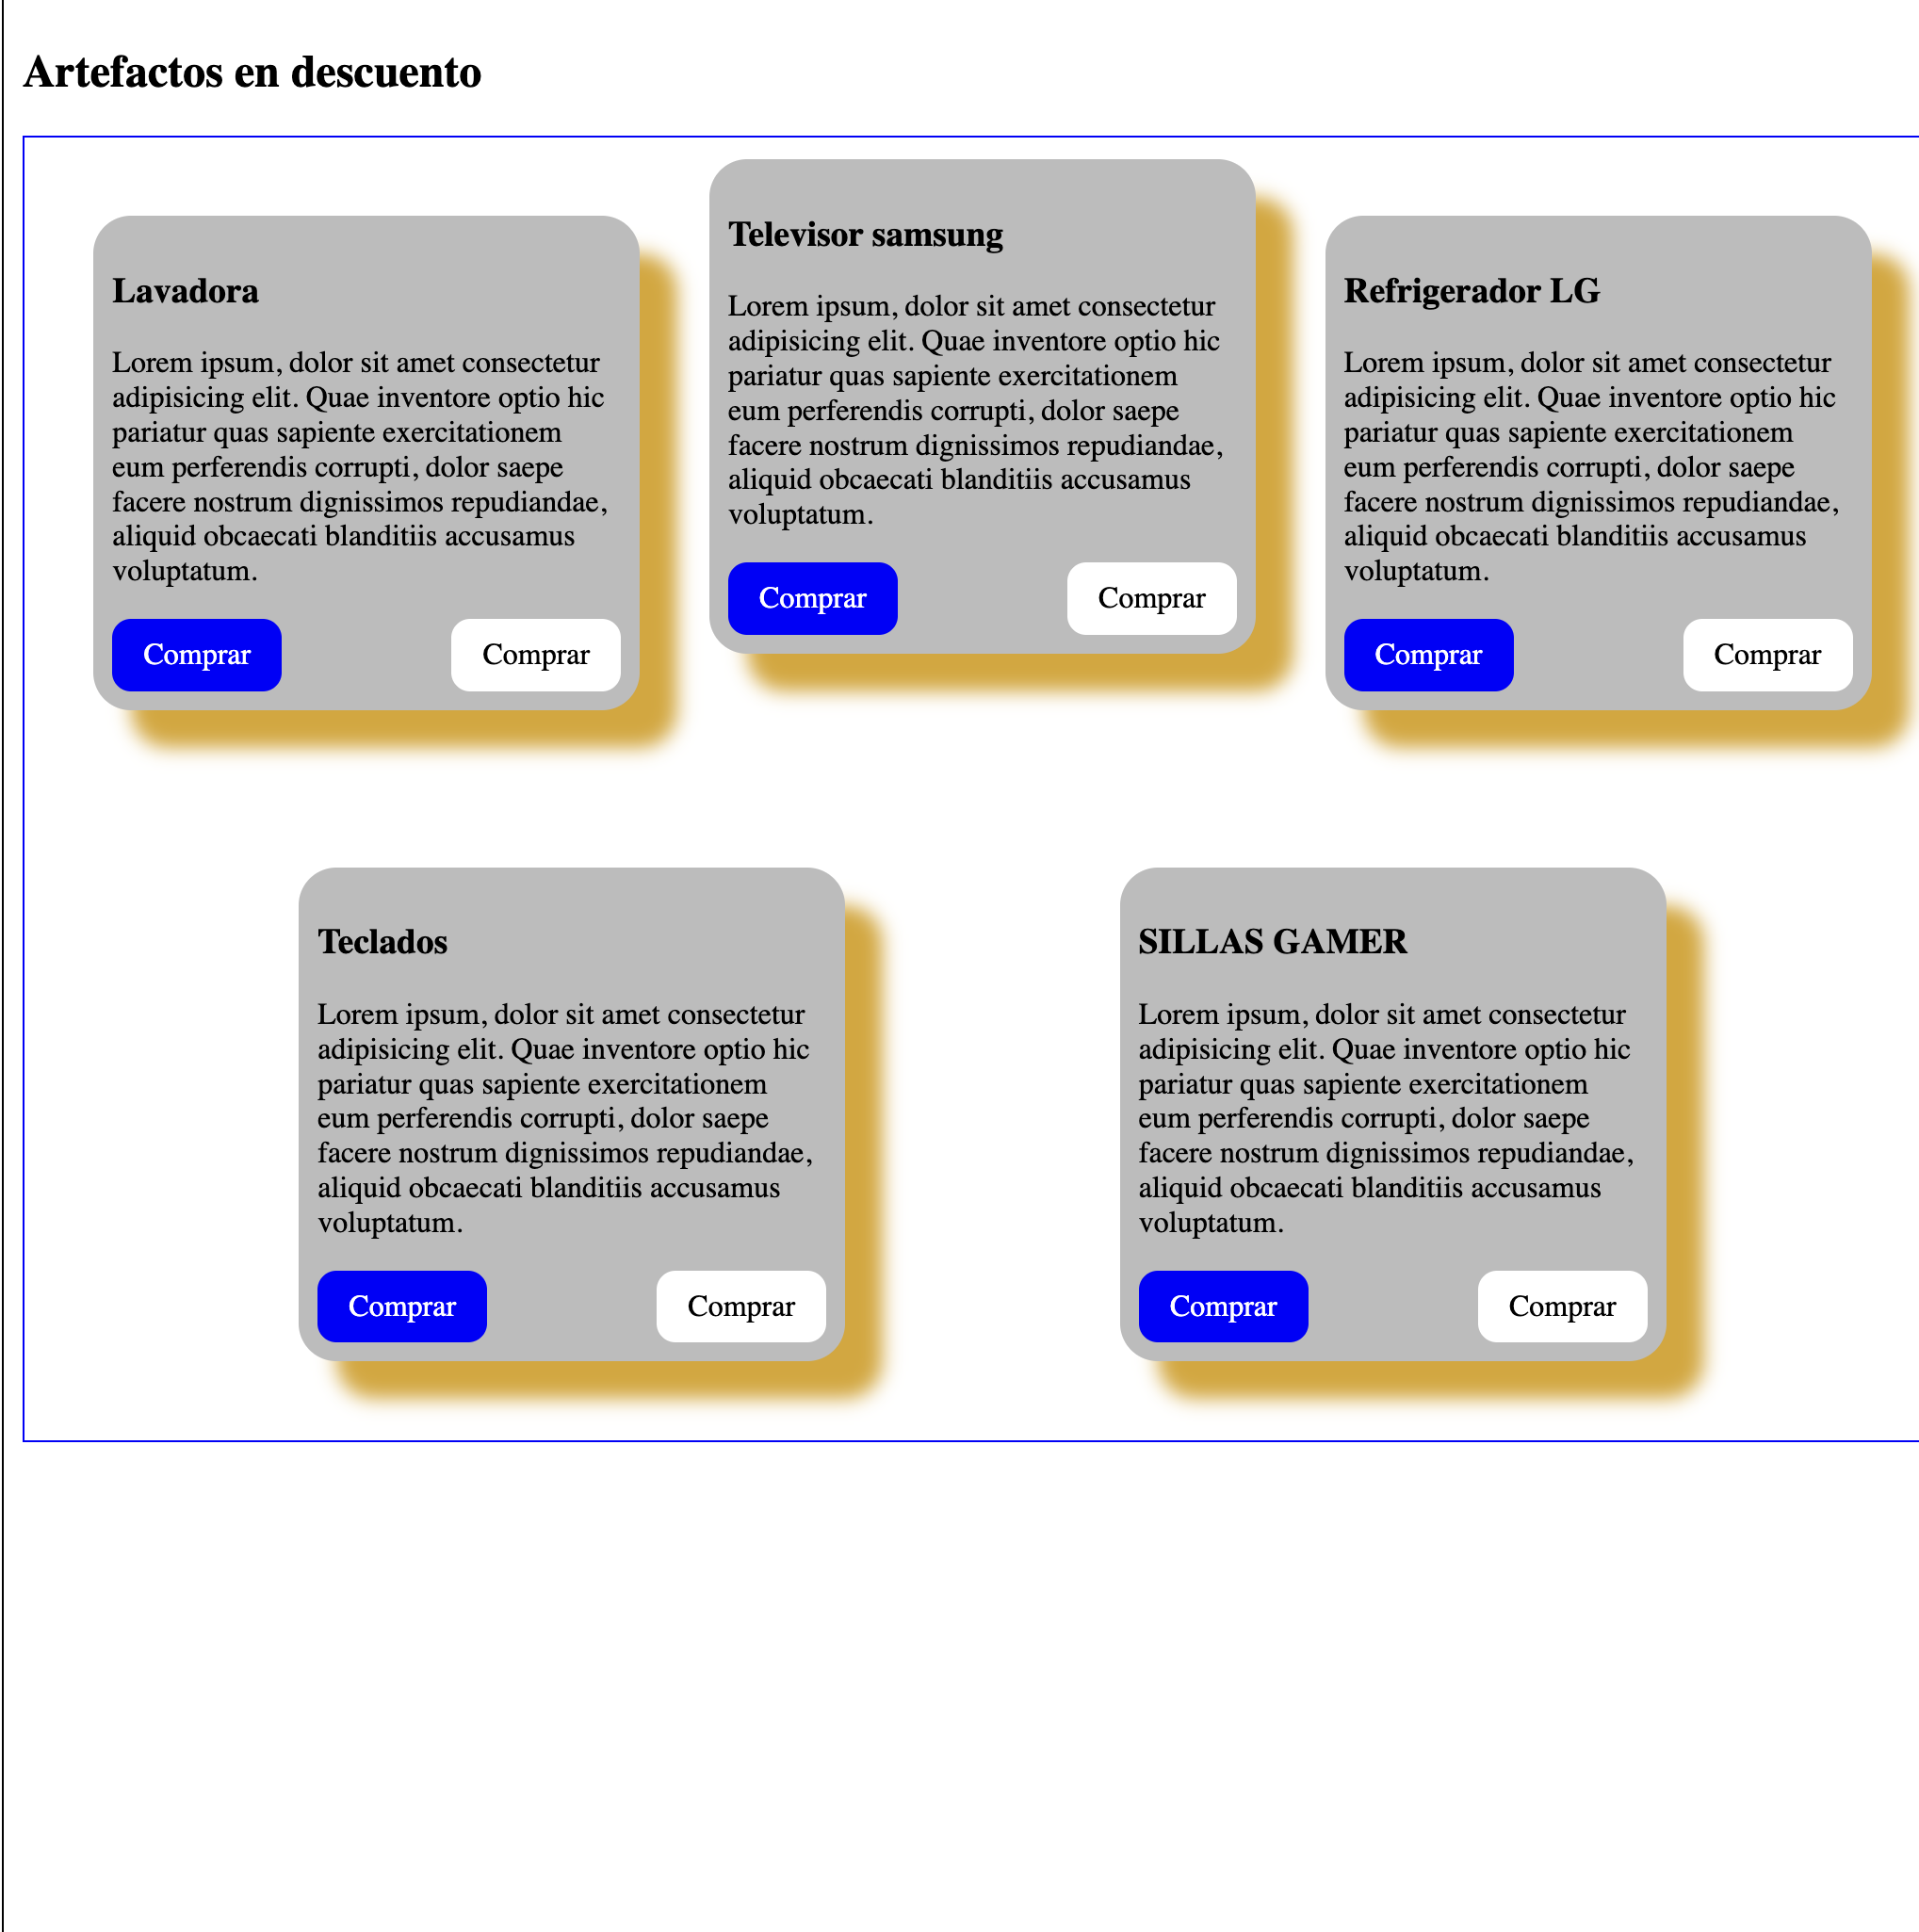 Artefactos en descuento
Lavadora
Lorem ipsum, dolor sit amet consectetur
adipisicing elit. Quae inventore optio hic
pariatur quas sapiente exercitationem
eum perferendis corrupti, dolor saepe
facere nostrum dignissimos repudiandae,
aliquid obcaecati blanditiis accusamus
voluptatum.
Comprar Comprar
Televisor samsung
Lorem ipsum, dolor sit amet consectetur
adipisicing elit. Quae inventore optio hic
pariatur quas sapiente exercitationem
eum perferendis corrupti, dolor saepe
facere nostrum dignissimos repudiandae,
aliquid obcaecati blanditiis accusamus
voluptatum.
Comprar Comprar
Refrigerador LG
Lorem ipsum, dolor sit amet consectetur
adipisicing elit. Quae inventore optio hic
pariatur quas sapiente exercitationem
eum perferendis corrupti, dolor saepe
facere nostrum dignissimos repudiandae,
aliquid obcaecati blanditiis accusamus
voluptatum.
Comprar Comprar
Teclados
Lorem ipsum, dolor sit amet consectetur
adipisicing elit. Quae inventore optio hic
pariatur quas sapiente exercitationem
eum perferendis corrupti, dolor saepe
facere nostrum dignissimos repudiandae,
aliquid obcaecati blanditiis accusamus
voluptatum.
Comprar Comprar
SILLAS GAMER
Lorem ipsum, dolor sit amet consectetur
adipisicing elit. Quae inventore optio hic
pariatur quas sapiente exercitationem
eum perferendis corrupti, dolor saepe
facere nostrum dignissimos repudiandae,
aliquid obcaecati blanditiis accusamus
voluptatum.
Comprar Comprar